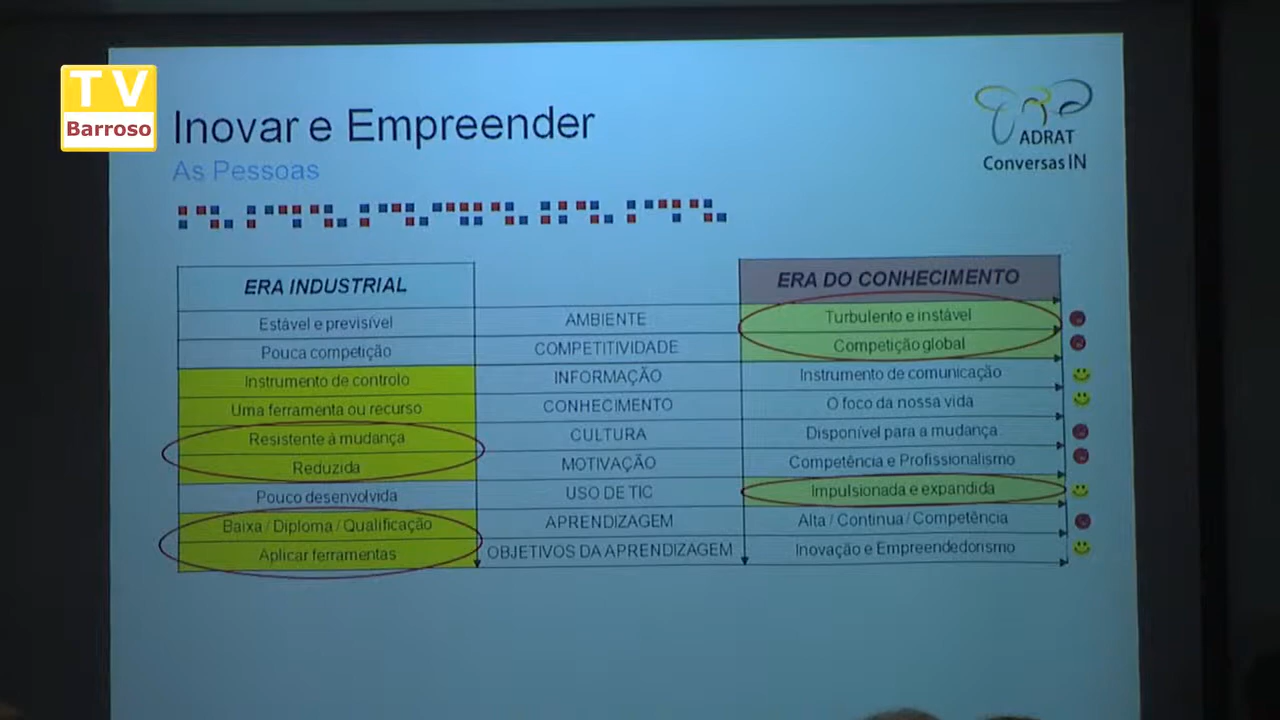 TV
Barroso
Inovar e Empreender
As Pessoas
ADRAT
Conversas IN
ERA INDUSTRIAL
ERA DO CONHECIMENTO
Estável e previsível AMBIENTE Turbulento e instável
Pouca competição COMPETITIVIDADE Competição global
Instrumento de controlo INFORMAÇÃO Instrumento de comunicação
Uma ferramenta ou recurso CONHECIMENTO O foco da nossa vida
Resistente à mudança CULTURA Disponível para a mudança
Reduzida MOTIVAÇÃO Competência e Profissionalismo
Pouco desenvolvida USO DE TIC Impulsionada e expandida
Baixa / Diploma / Qualificação APRENDIZAGEM Alta / Continua / Competência
Aplicar ferramentas OBJETIVOS DA APRENDIZAGEM Inovação e Empreendedorismo